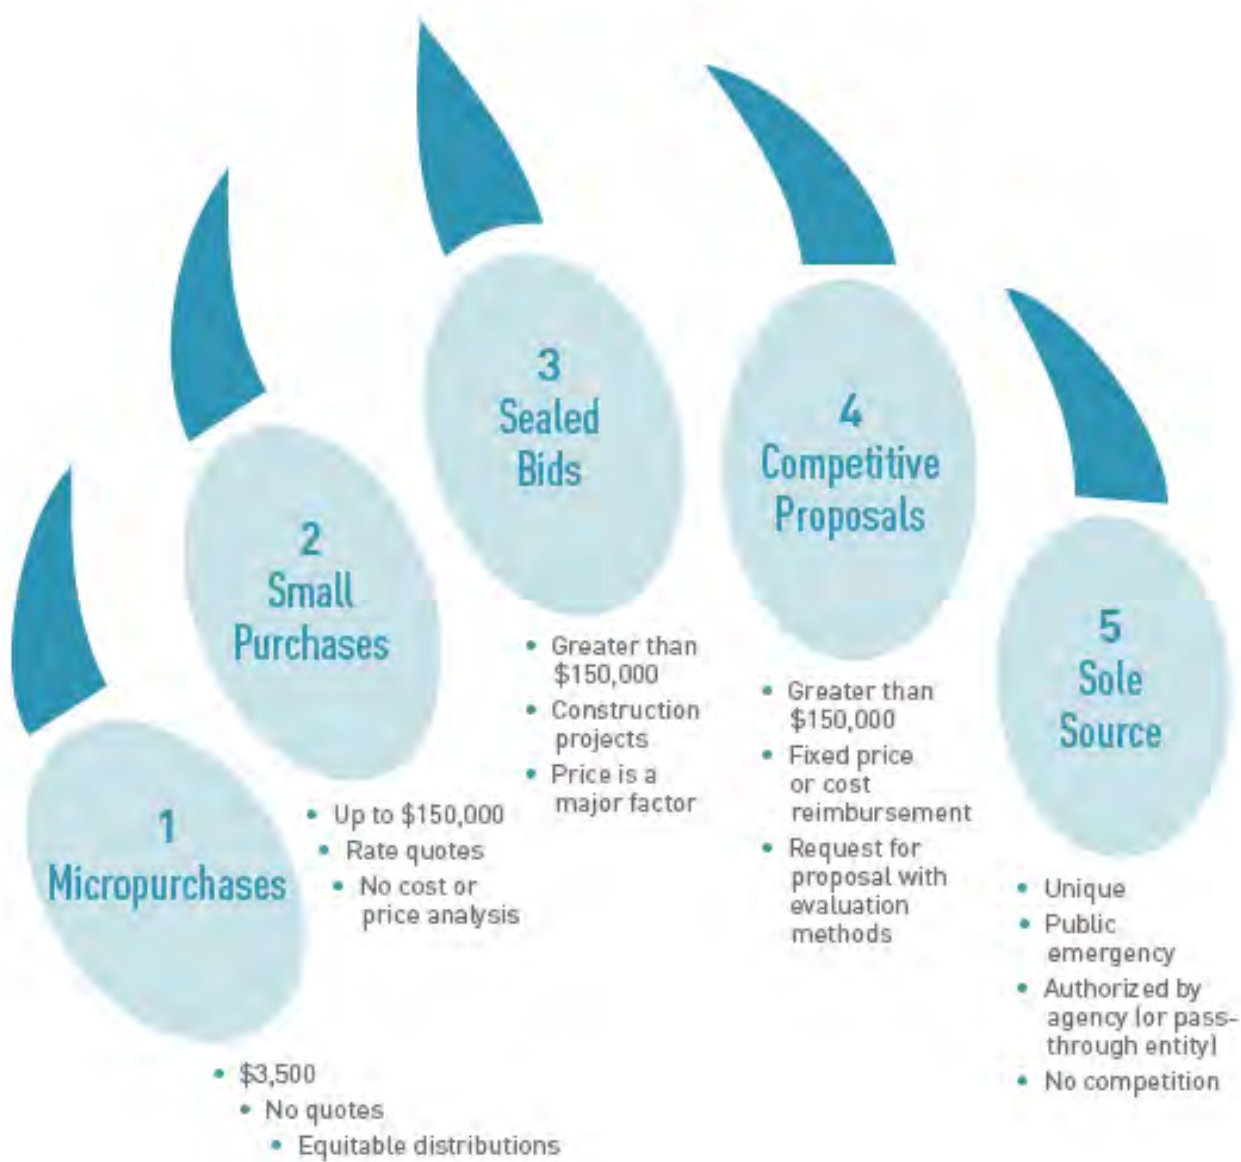 1
Micropurchases
• $3,500
• No quotes
• Equitable distributions
2
Small
Purchases
• Up to $150,000
• Rate quotes
• No cost or
price analysis
3
Sealed
Bids
• Greater than
$150,000
• Construction
projects
• Price is a
major factor
4
Competitive
Proposals
• Greater than
$150,000
• Fixed price
or cost
reimbursement
• Request for
proposal with
evaluation
methods
5
Sole
Source
• Unique
• Public
emergency
• Authorized by
agency (or pass-
through entity)
• No competition